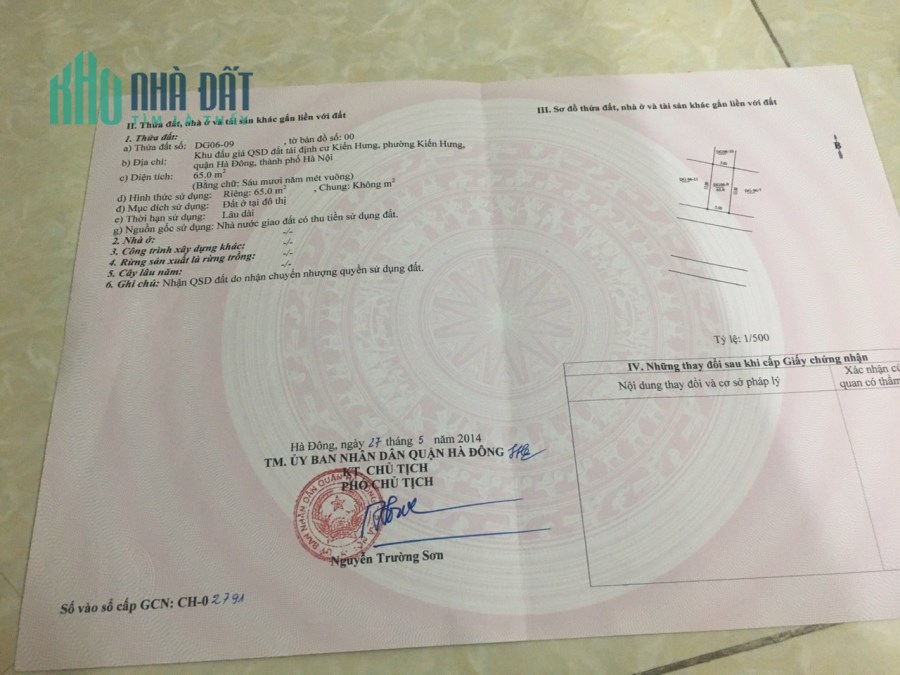 KHO NHÀ ĐẤT
TÌM LÀ THẤY
II. Thửa đất, nhà ở và tài sản khác gắn liền với đất
1. Thửa đất:
a) Thửa đất số: DG06-09 , tờ bản đồ số: 00
b) Địa chỉ: Khu đấu giá QSD đất tái định cư Kiến Hưng, phường Kiến Hưng,
quận Hà Đông, thành phố Hà Nội
c) Diện tích: 65.0 m²
(Bằng chữ: Sáu mươi năm mét vuông)
d) Hình thức sử dụng: Riêng: 65.0 m² , Chung: Không m²
đ) Mục đích sử dụng: Đất ở tại đô thị
e) Thời hạn sử dụng: Lâu dài
g) Nguồn gốc sử dụng: Nhà nước giao đất có thu tiền sử dụng đất.
2. Nhà ở: -/-
3. Công trình xây dựng khác: -/-
4. Rừng sản xuất là rừng trồng: -/-
5. Cây lâu năm: -/-
6. Ghi chú: Nhận QSD đất do nhận chuyển nhượng quyền sử dụng đất.
Hà Đông, ngày 27 tháng 5 năm 2014
TM. ỦY BAN NHÂN DÂN QUẬN HÀ ĐÔNG
KT. CHỦ TỊCH
PHÓ CHỦ TỊCH
Nguyễn Trường Sơn
Số vào sổ cấp GCN: CH-0 2791
III. Sơ đồ thửa đất, nhà ở và tài sản khác gắn liền với đất
Tỷ lệ: 1/500
IV. Những thay đổi sau khi cấp Giấy chứng nhận
Nội dung thay đổi và cơ sở pháp lý
Xác nhận củ
quan có thẩm